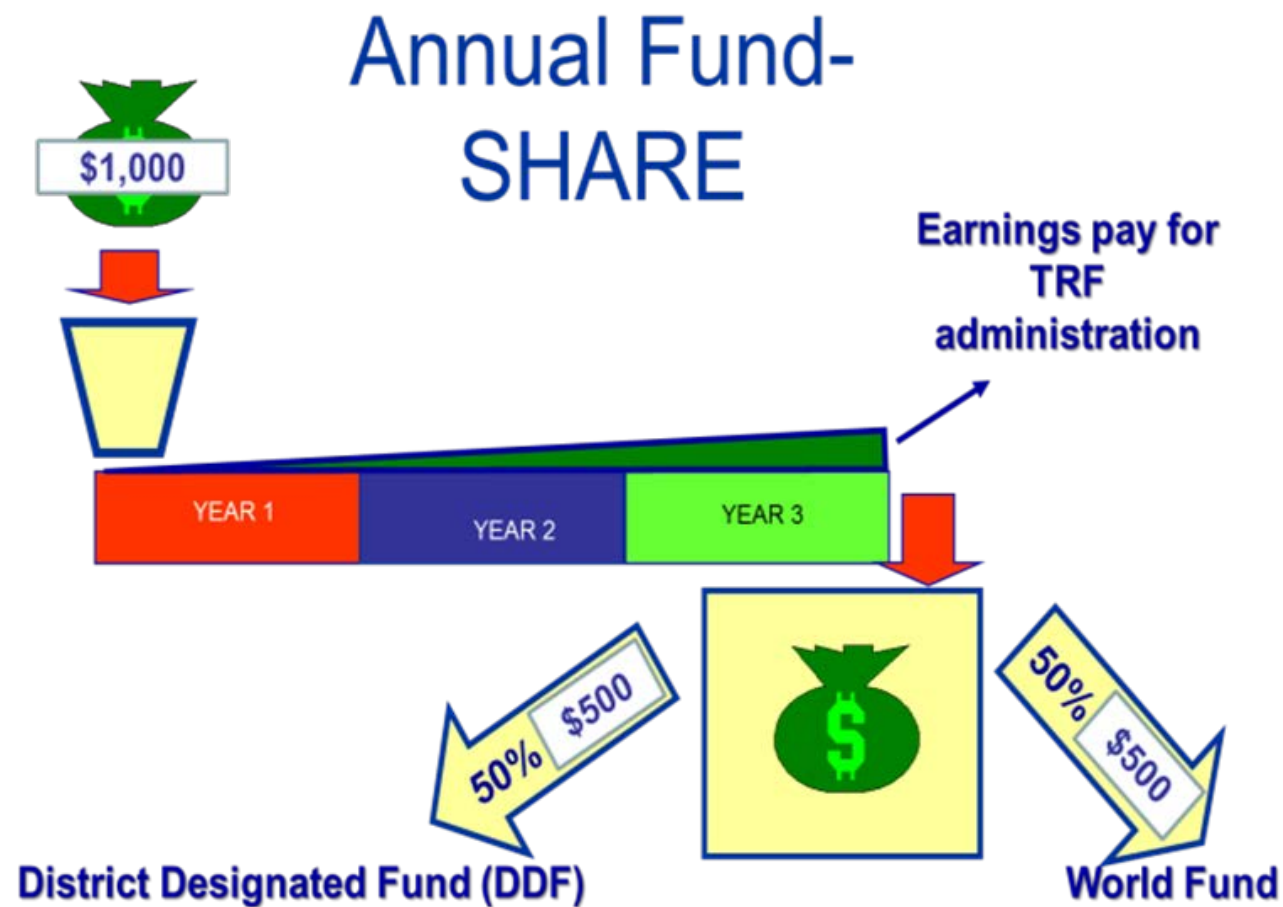 Annual Fund-
SHARE
$1,000
Earnings pay for
TRF
administration
YEAR 1
YEAR 2
YEAR 3
50% $500
$
50% $500
District Designated Fund (DDF)
World Fund